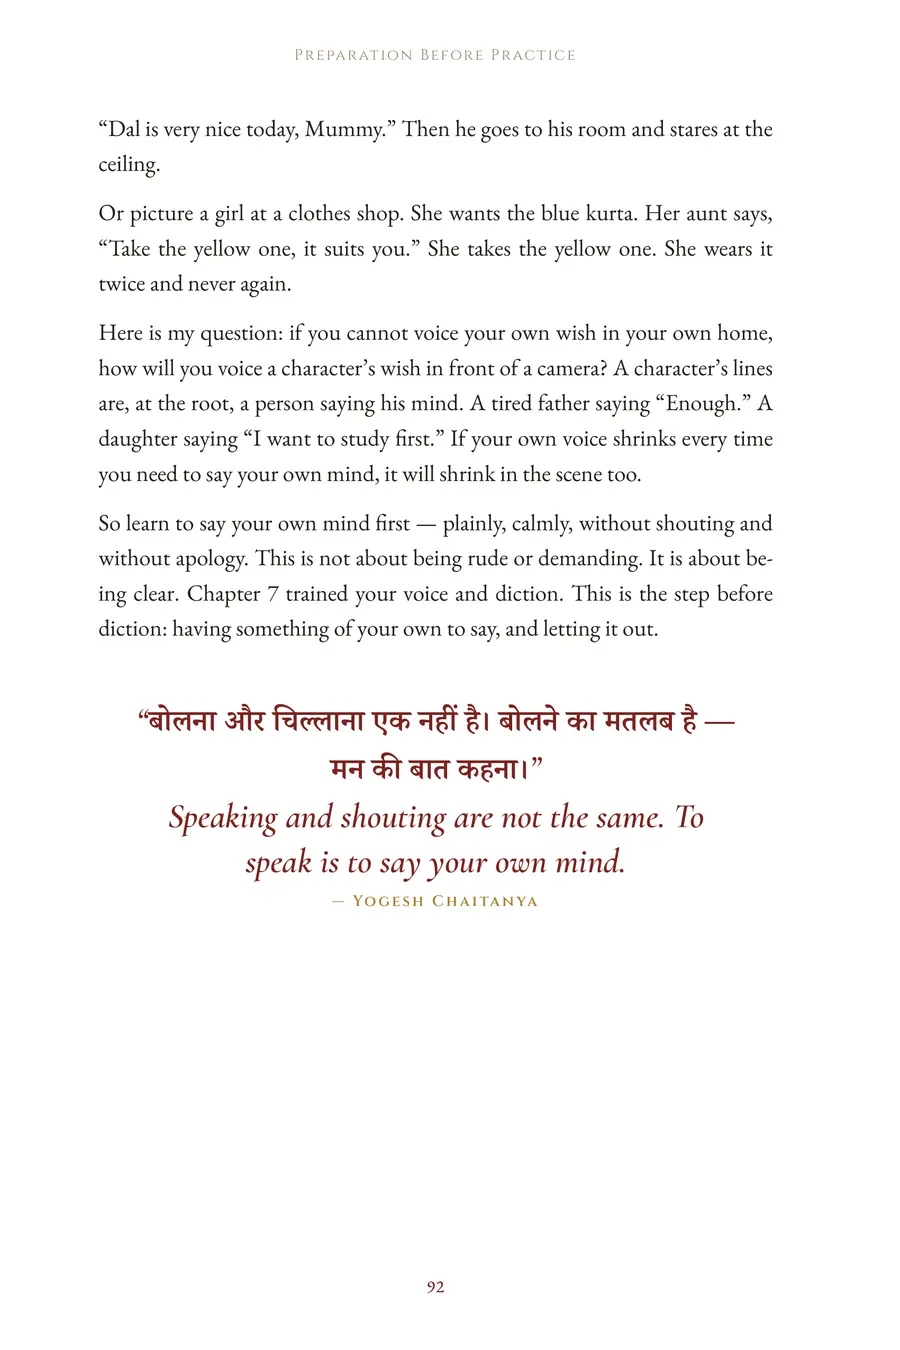 Preparation Before Practice
“Dal is very nice today, Mummy.” Then he goes to his room and stares at the
ceiling.
Or picture a girl at a clothes shop. She wants the blue kurta. Her aunt says,
“Take the yellow one, it suits you.” She takes the yellow one. She wears it
twice and never again.
Here is my question: if you cannot voice your own wish in your own home,
how will you voice a character’s wish in front of a camera? A character’s lines
are, at the root, a person saying his mind. A tired father saying “Enough.” A
daughter saying “I want to study first.” If your own voice shrinks every time
you need to say your own mind, it will shrink in the scene too.
So learn to say your own mind first — plainly, calmly, without shouting and
without apology. This is not about being rude or demanding. It is about be-
ing clear. Chapter 7 trained your voice and diction. This is the step before
diction: having something of your own to say, and letting it out.
“बोलना और चिल्लाना एक नहीं है। बोलने का मतलब है —
मन की बात कहना।”
Speaking and shouting are not the same. To
speak is to say your own mind.
— Yogesh Chaitanya
92